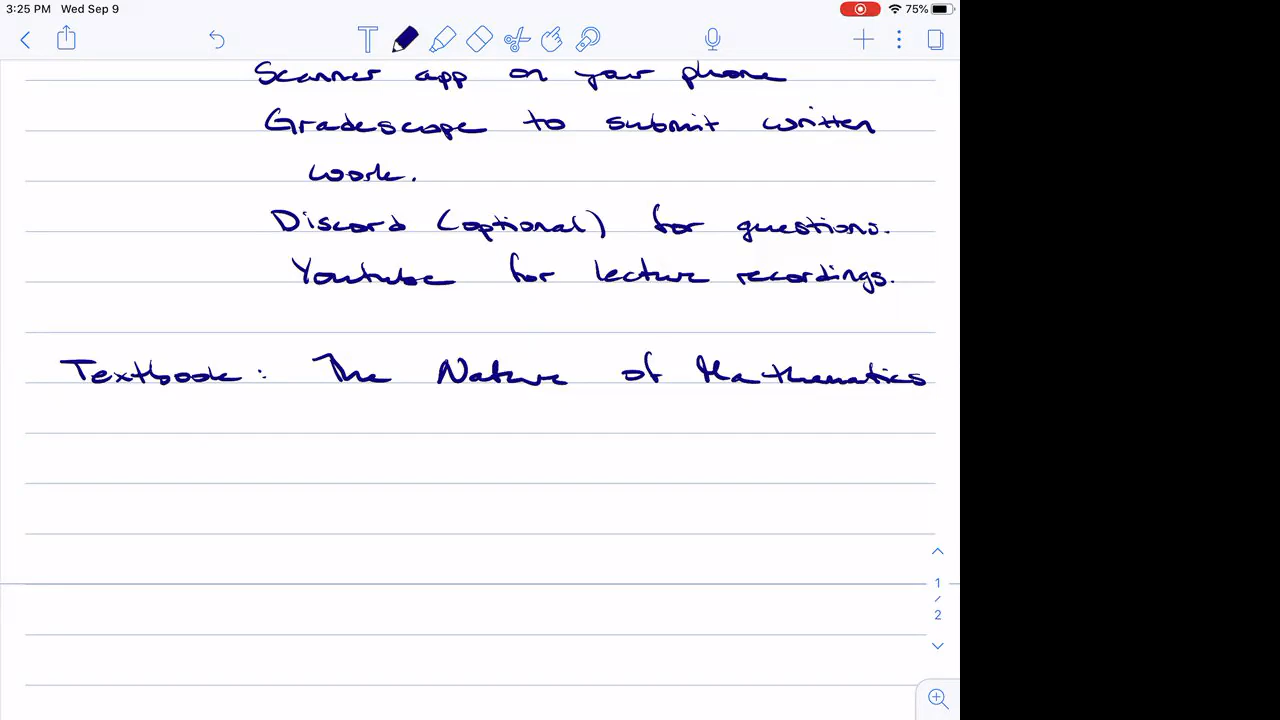 3:25 PM Wed Sep 9 75%
T
Scanner app on your phone
Gradescope to submit written
work.
Discord (optional) for questions.
Youtube for lecture recordings.
Textbook: The Nature of Mathematics
1
/
2